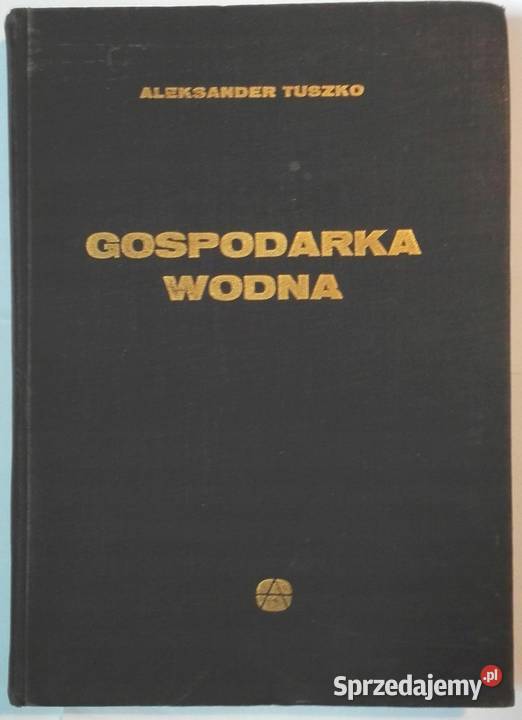 ALEKSANDER TUSZKO
GOSPODARKA
WODNA
Sprzedajemy.pl